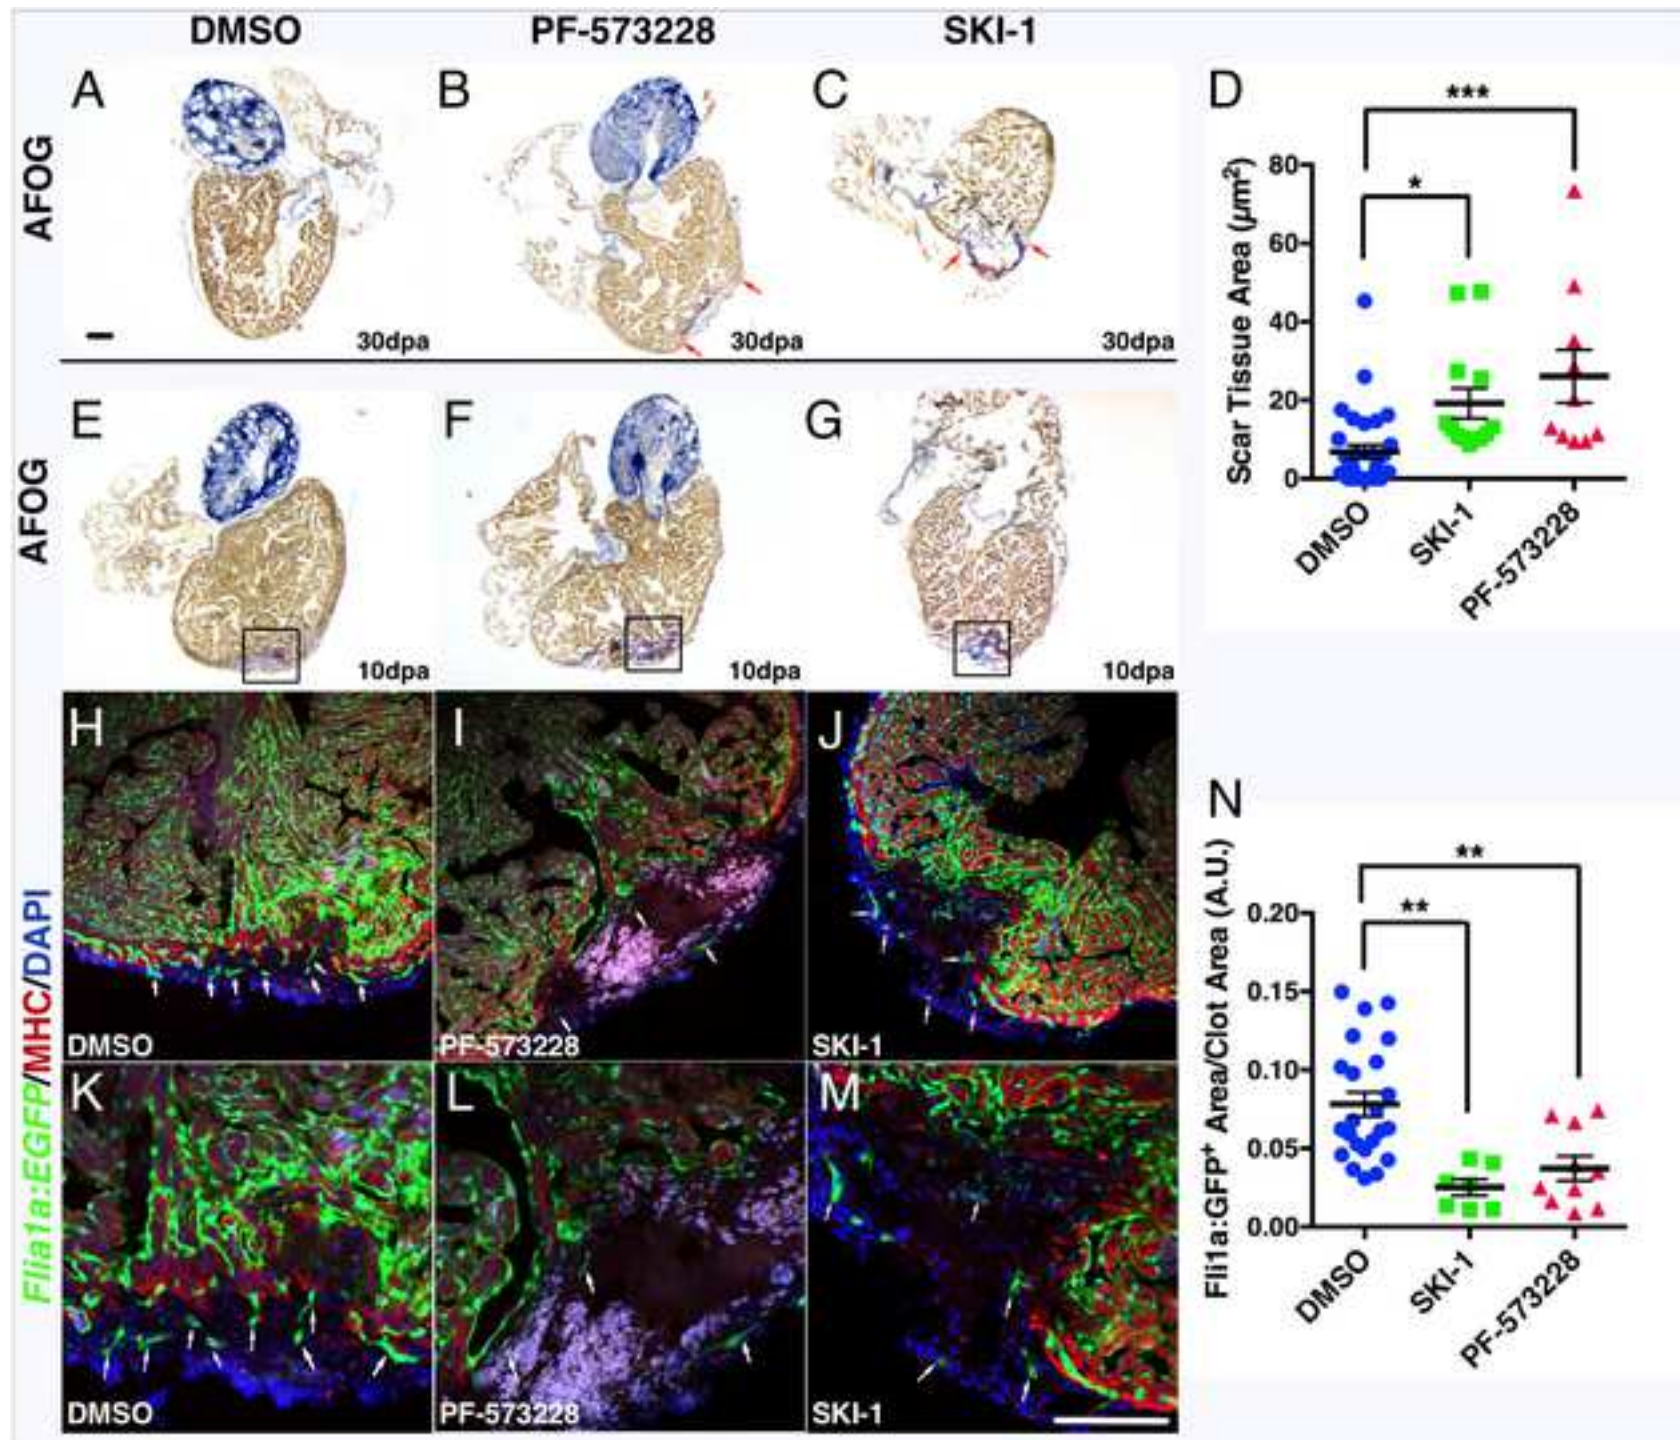 DMSO
PF-573228
SKI-1
AFOG
A
30dpa
B
30dpa
C
30dpa
D
***
*
Scar Tissue Area (µm²)
80
60
40
20
0
DMSO
SKI-1
PF-573228
AFOG
E
10dpa
F
10dpa
G
10dpa
Flia1a:EGFP/MHC/DAPI
H
DMSO
I
PF-573228
J
SKI-1
K
DMSO
L
PF-573228
M
SKI-1
N
**
**
Fli1a:GFP⁺ Area/Clot Area (A.U.)
0.20
0.15
0.10
0.05
0.00
DMSO
SKI-1
PF-573228